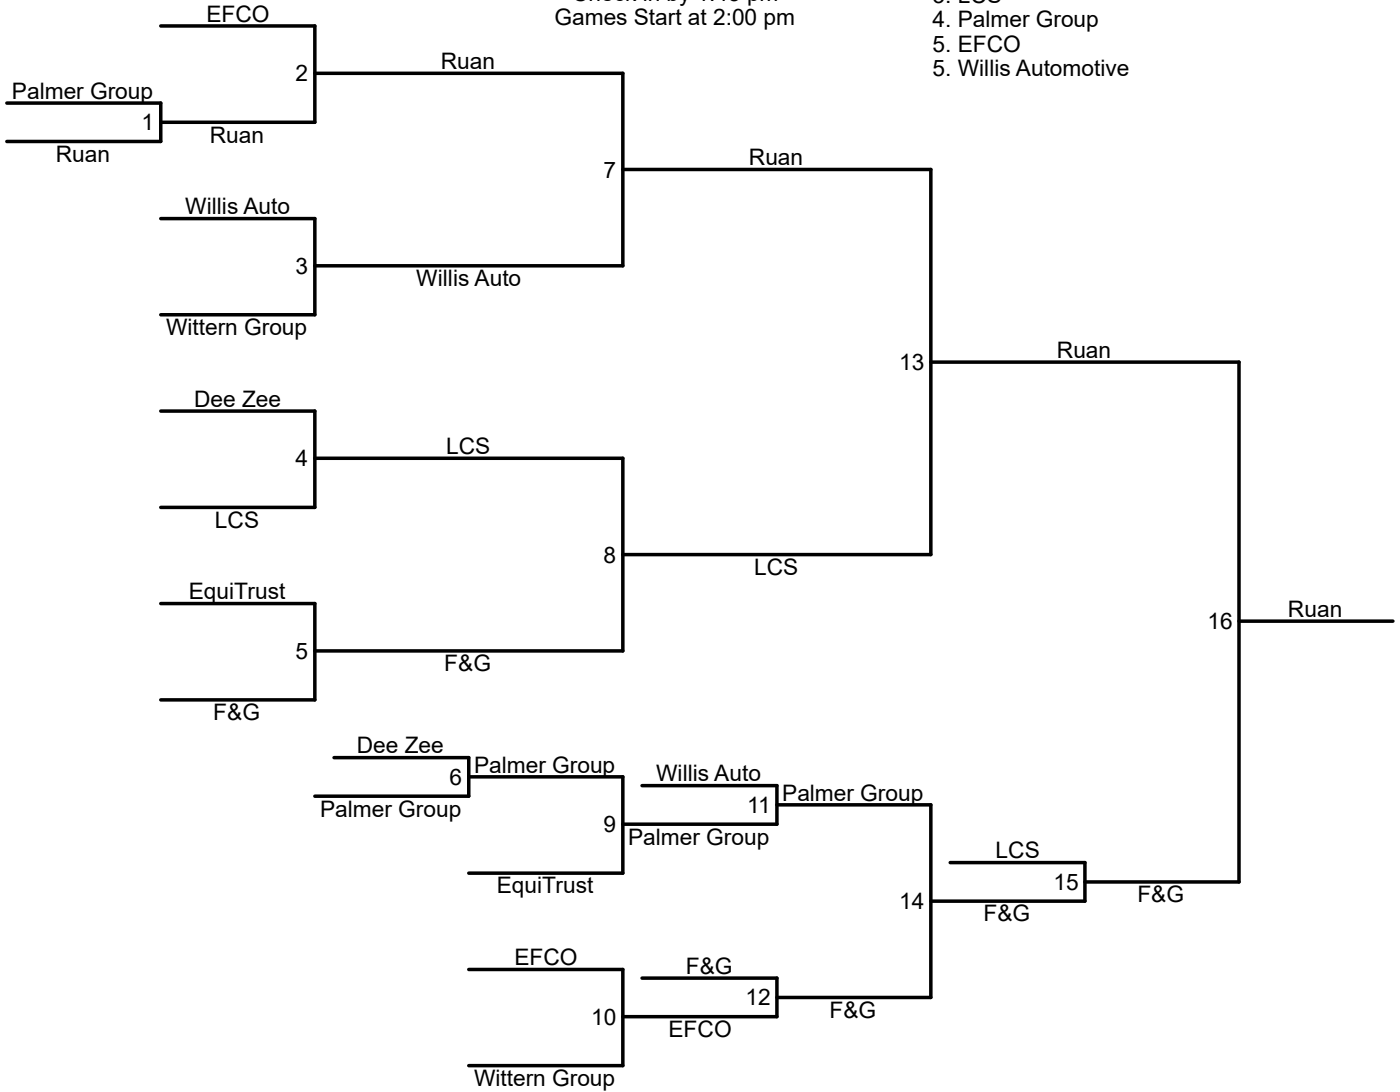 EFCO
Games Start at 2:00 pm
4. Palmer Group
5. EFCO
5. Willis Automotive
2
Ruan
Palmer Group
1
Ruan
Ruan
7
Ruan
Willis Auto
3
Willis Auto
Wittern Group
13
Ruan
Dee Zee
4
LCS
LCS
8
LCS
EquiTrust
5
F&G
F&G
16
Ruan
Dee Zee
6
Palmer Group
Palmer Group
Willis Auto
11
Palmer Group
9
Palmer Group
EquiTrust
LCS
15
F&G
14
F&G
EFCO
F&G
12
F&G
10
EFCO
Wittern Group